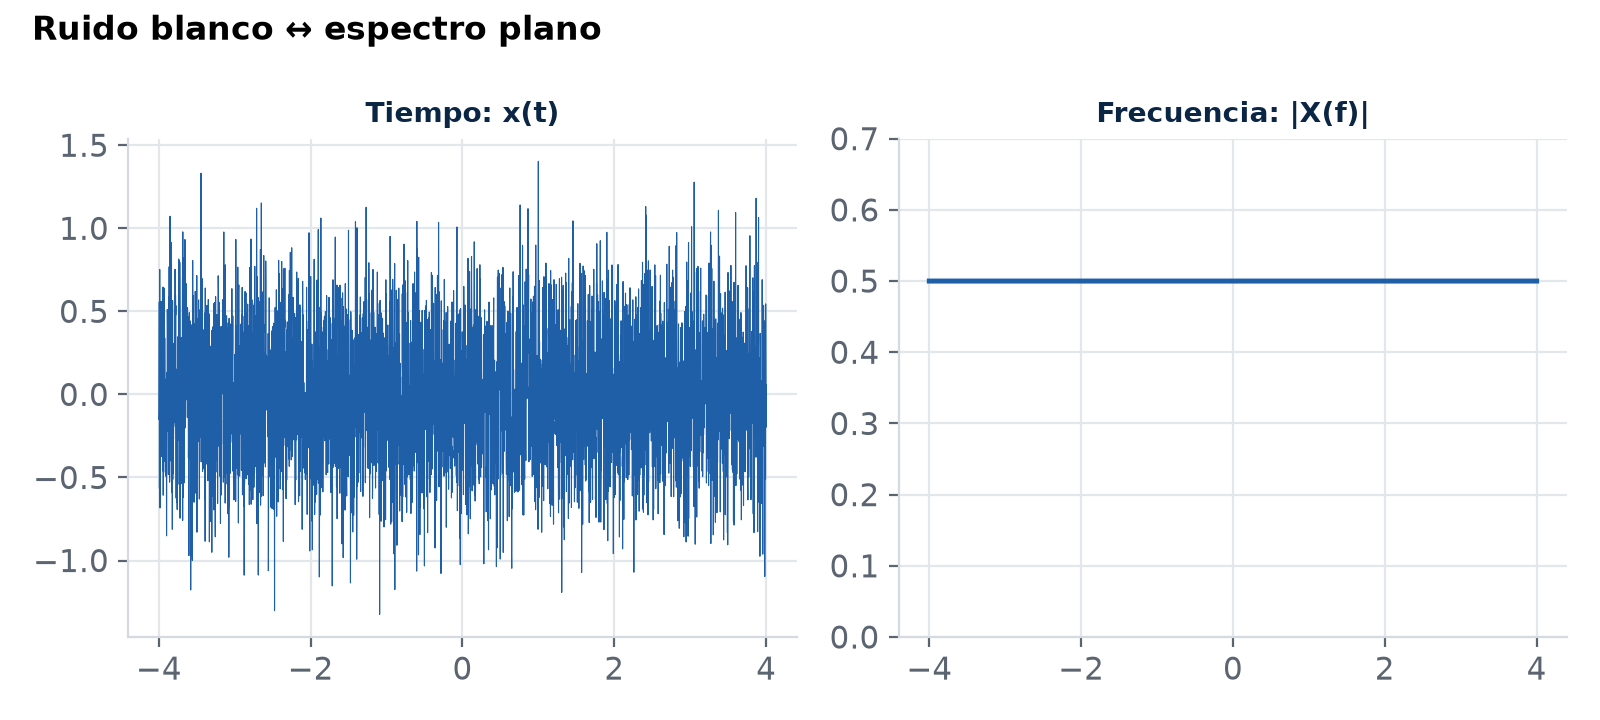 Ruido blanco ↔ espectro plano
Tiempo: x(t)
1.5
1.0
0.5
0.0
−0.5
−1.0
−4 −2 0 2 4
Frecuencia: |X(f)|
0.7
0.6
0.5
0.4
0.3
0.2
0.1
0.0
−4 −2 0 2 4